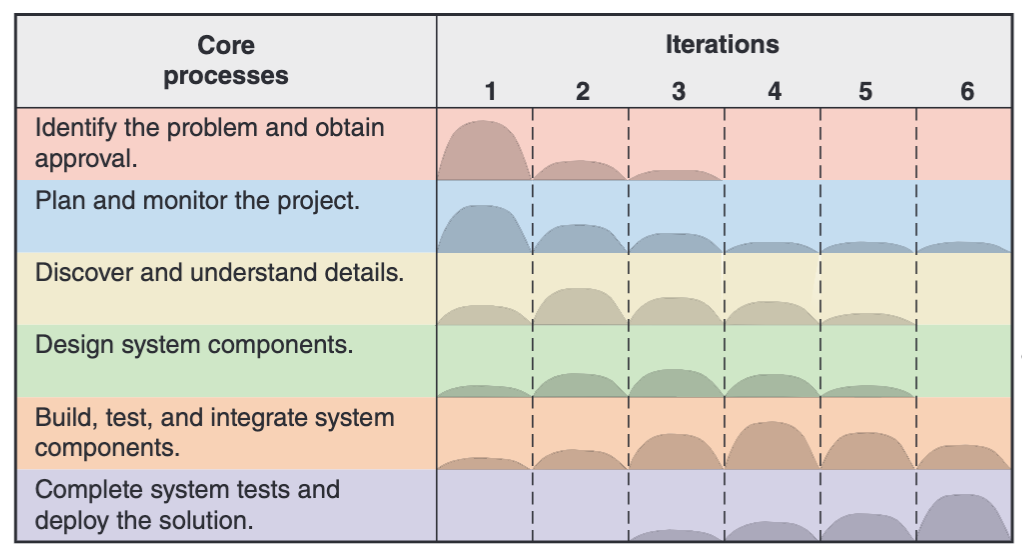 Core
processes
Iterations
1 2 3 4 5 6
Identify the problem and obtain
approval.
Plan and monitor the project.
Discover and understand details.
Design system components.
Build, test, and integrate system
components.
Complete system tests and
deploy the solution.